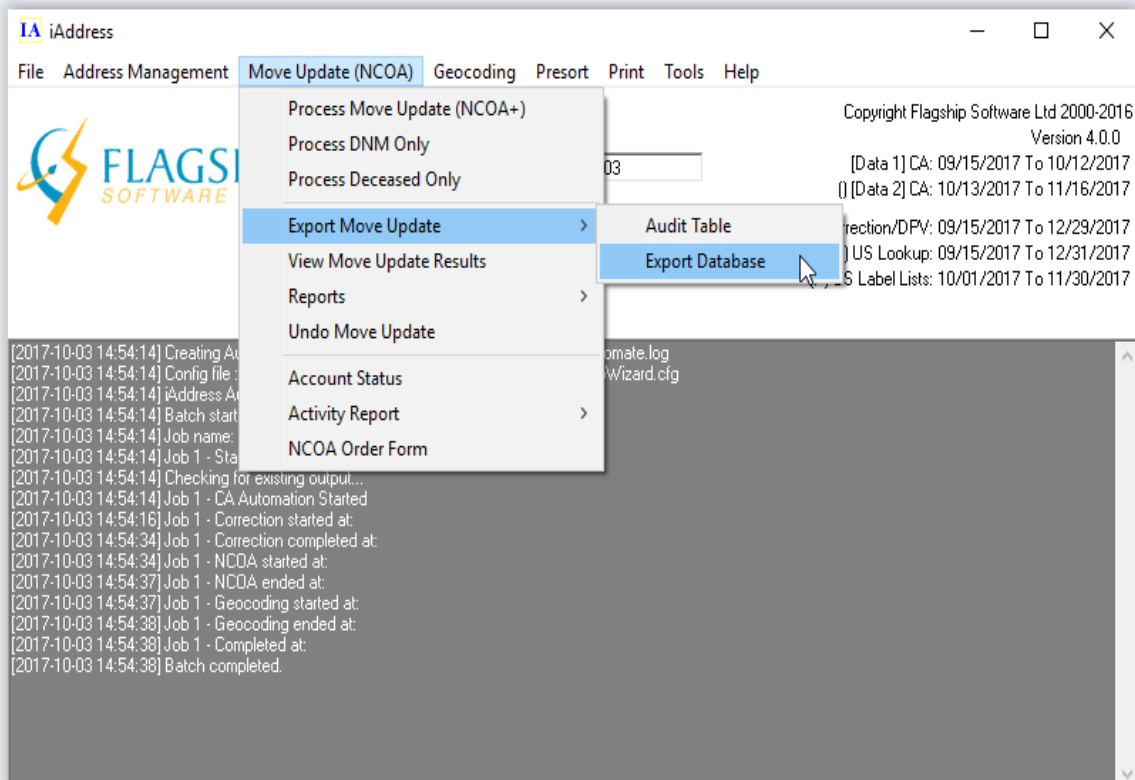 IA iAddress
File Address Management Move Update (NCOA) Geocoding Presort Print Tools Help
Process Move Update (NCOA+)
Process DNM Only
Process Deceased Only
Export Move Update
View Move Update Results
Reports
Undo Move Update
Account Status
Activity Report
NCOA Order Form
Audit Table
Export Database
FLAGS
SOFTWARE
03
Copyright Flagship Software Ltd 2000-2016
Version 4.0.0
[Data 1] CA: 09/15/2017 To 10/12/2017
() [Data 2] CA: 10/13/2017 To 11/16/2017
rection/DPV: 09/15/2017 To 12/29/2017
) US Lookup: 09/15/2017 To 12/31/2017
S Label Lists: 10/01/2017 To 11/30/2017
[2017-10-03 14:54:14] Creating Au omate.log
[2017-10-03 14:54:14] Config file : Wizard.cfg
[2017-10-03 14:54:14] iAddress Au
[2017-10-03 14:54:14] Batch start
[2017-10-03 14:54:14] Job name:
[2017-10-03 14:54:14] Job 1 - Sta
[2017-10-03 14:54:14] Checking for existing output...
[2017-10-03 14:54:14] Job 1 - CA Automation Started
[2017-10-03 14:54:16] Job 1 - Correction started at:
[2017-10-03 14:54:34] Job 1 - Correction completed at:
[2017-10-03 14:54:34] Job 1 - NCOA started at:
[2017-10-03 14:54:37] Job 1 - NCOA ended at:
[2017-10-03 14:54:37] Job 1 - Geocoding started at:
[2017-10-03 14:54:38] Job 1 - Geocoding ended at:
[2017-10-03 14:54:38] Job 1 - Completed at:
[2017-10-03 14:54:38] Batch completed.